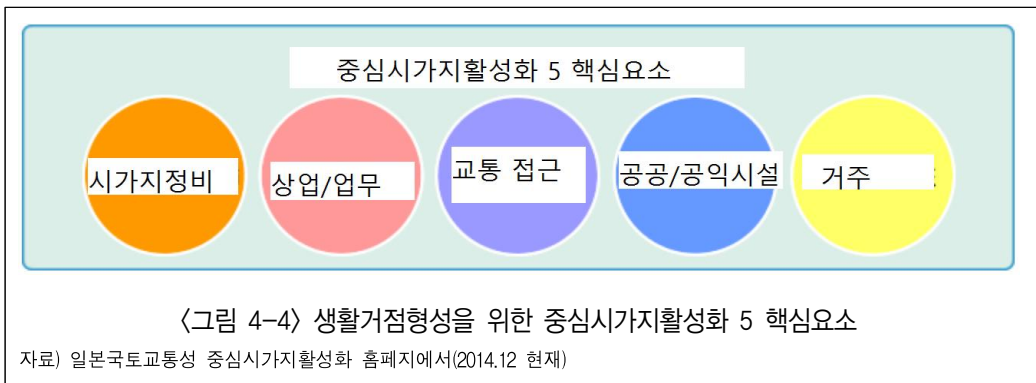 중심시가지활성화 5 핵심요소
시가지정비
상업/업무
교통 접근
공공/공익시설
거주
<그림 4-4> 생활거점형성을 위한 중심시가지활성화 5 핵심요소
자료) 일본국토교통성 중심시가지활성화 홈페지에서(2014.12 현재)